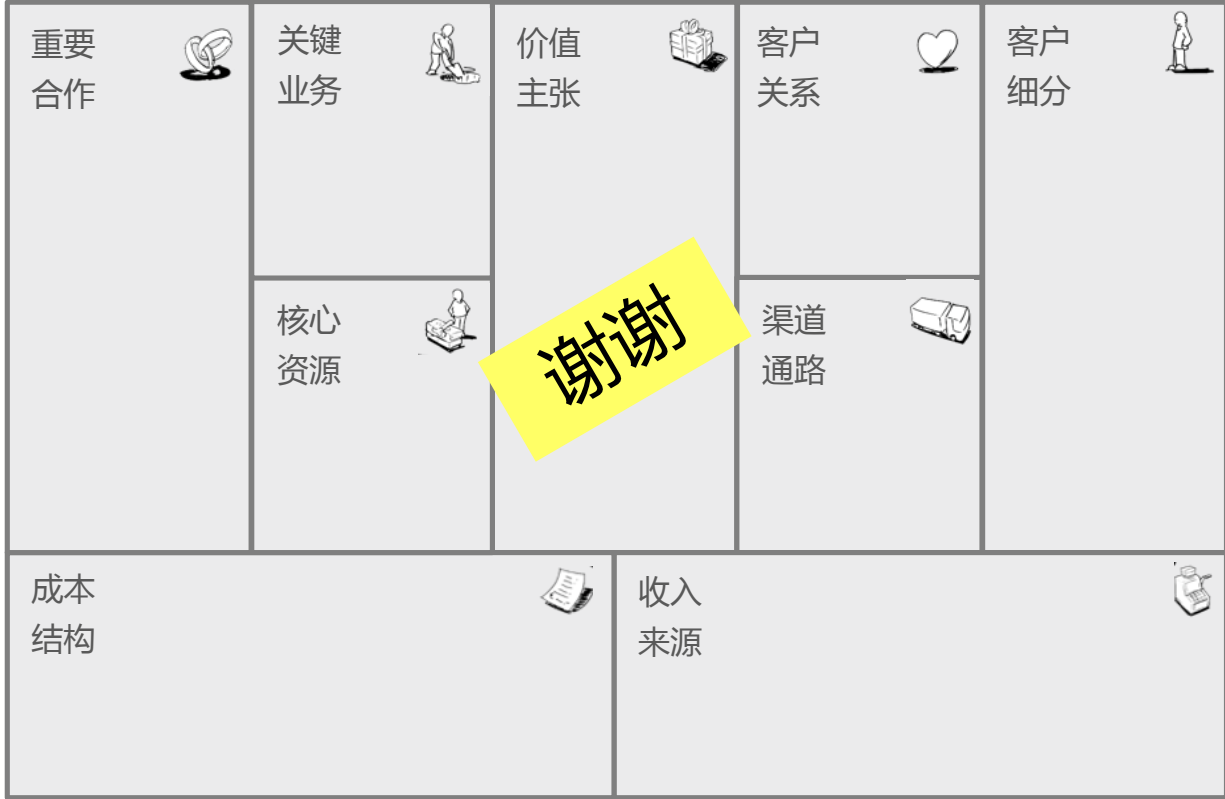 重要
合作
关键
业务
价值
主张
客户
关系
客户
细分
核心
资源
谢谢
渠道
通路
成本
结构
收入
来源